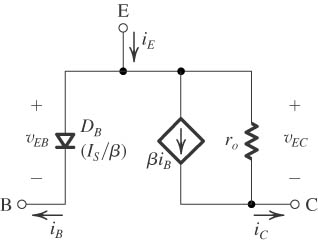 E
i_E
+
+
v_EB
D_B
(I_S/β)
βi_B
r_o
v_EC
−
−
B
C
i_B
i_C